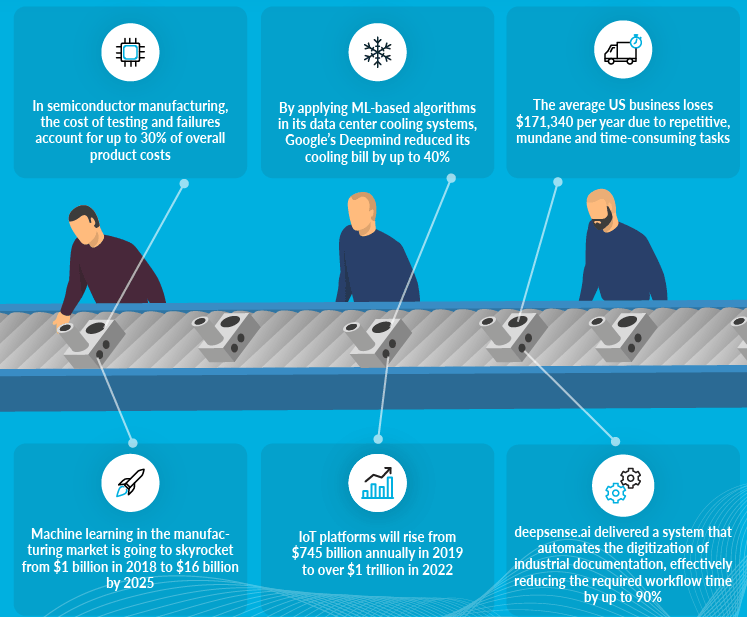 In semiconductor manufacturing,
the cost of testing and failures
account for up to 30% of overall
product costs
By applying ML-based algorithms
in its data center cooling systems,
Google's Deepmind reduced its
cooling bill by up to 40%
The average US business loses
$171,340 per year due to repetitive,
mundane and time-consuming tasks
Machine learning in the manufac-
turing market is going to skyrocket
from $1 billion in 2018 to $16 billion
by 2025
IoT platforms will rise from
$745 billion annually in 2019
to over $1 trillion in 2022
deepsense.ai delivered a system that
automates the digitization of
industrial documentation, effectively
reducing the required workflow time
by up to 90%